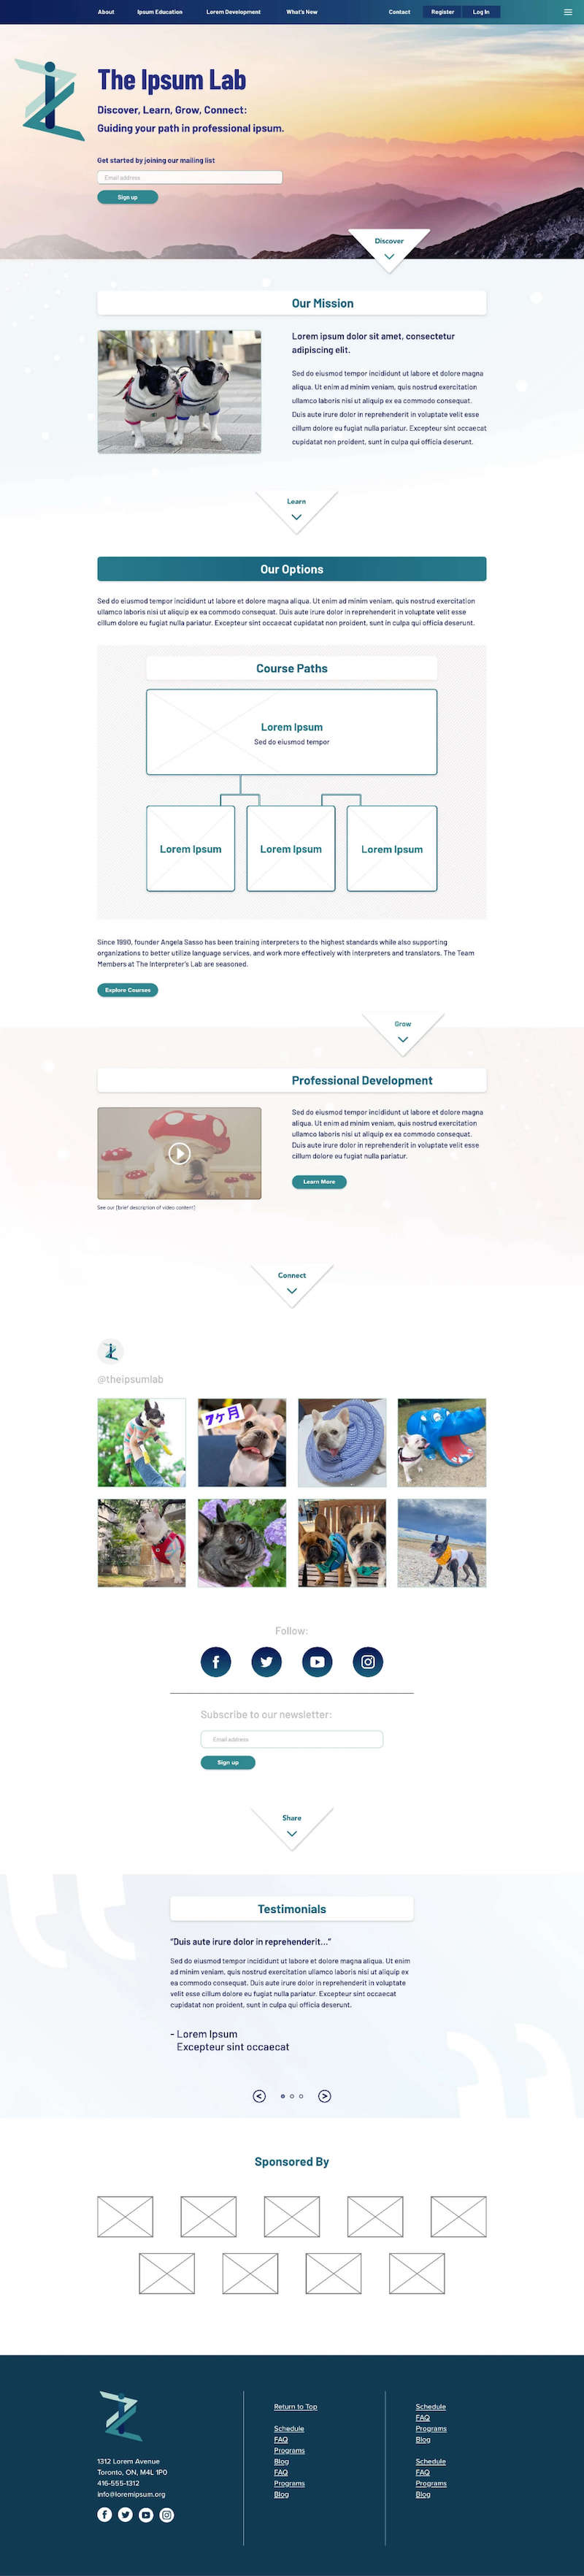 About
Ipsum Education
Lorem Development
What's New
Contact
Register
Log In
The Ipsum Lab
Discover, Learn, Grow, Connect:
Guiding your path in professional ipsum.
Get started by joining our mailing list
Email address
Sign up
Discover
Our Mission
Lorem ipsum dolor sit amet, consectetur
adipiscing elit.
Sed do eiusmod tempor incididunt ut labore et dolore magna
aliqua. Ut enim ad minim veniam, quis nostrud exercitation
ullamco laboris nisi ut aliquip ex ea commodo consequat.
Duis aute irure dolor in reprehenderit in voluptate velit esse
cillum dolore eu fugiat nulla pariatur. Excepteur sint occaecat
cupidatat non proident, sunt in culpa qui officia deserunt.
Learn
Our Options
Sed do eiusmod tempor incididunt ut labore et dolore magna aliqua. Ut enim ad minim veniam, quis nostrud exercitation
ullamco laboris nisi ut aliquip ex ea commodo consequat. Duis aute irure dolor in reprehenderit in voluptate velit esse
cillum dolore eu fugiat nulla pariatur. Excepteur sint occaecat cupidatat non proident, sunt in culpa qui officia deserunt.
Course Paths
Lorem Ipsum
Sed do eiusmod tempor
Lorem Ipsum
Lorem Ipsum
Lorem Ipsum
Since 1990, founder Angela Sasso has been training interpreters to the highest standards while also supporting
organizations to better utilize language services, and work more effectively with interpreters and translators. The Team
Members at The Interpreter's Lab are seasoned.
Explore Courses
Grow
Professional Development
Sed do eiusmod tempor incididunt ut labore et dolore magna
aliqua. Ut enim ad minim veniam, quis nostrud exercitation
ullamco laboris nisi ut aliquip ex ea commodo consequat.
Duis aute irure dolor in reprehenderit in voluptate velit esse
cillum dolore eu fugiat nulla pariatur.
Learn More
See our [brief description of video content]
Connect
@theipsumlab
7ヶ月
Follow:
Subscribe to our newsletter:
Email address
Sign up
Share
Testimonials
“Duis aute irure dolor in reprehenderit...”
Sed do eiusmod tempor incididunt ut labore et dolore magna aliqua. Ut enim
ad minim veniam, quis nostrud exercitation ullamco laboris nisi ut aliquip ex
ea commodo consequat. Duis aute irure dolor in reprehenderit in voluptate
velit esse cillum dolore eu fugiat nulla pariatur. Excepteur sint occaecat
cupidatat non proident, sunt in culpa qui officia deserunt.
- Lorem Ipsum
Excepteur sint occaecat
Sponsored By
1312 Lorem Avenue
Toronto, ON, M4L 1P0
416-555-1312
info@loremipsum.org
Return to Top
Schedule
FAQ
Programs
Blog
FAQ
Programs
Blog
Schedule
FAQ
Programs
Blog
Schedule
FAQ
Programs
Blog